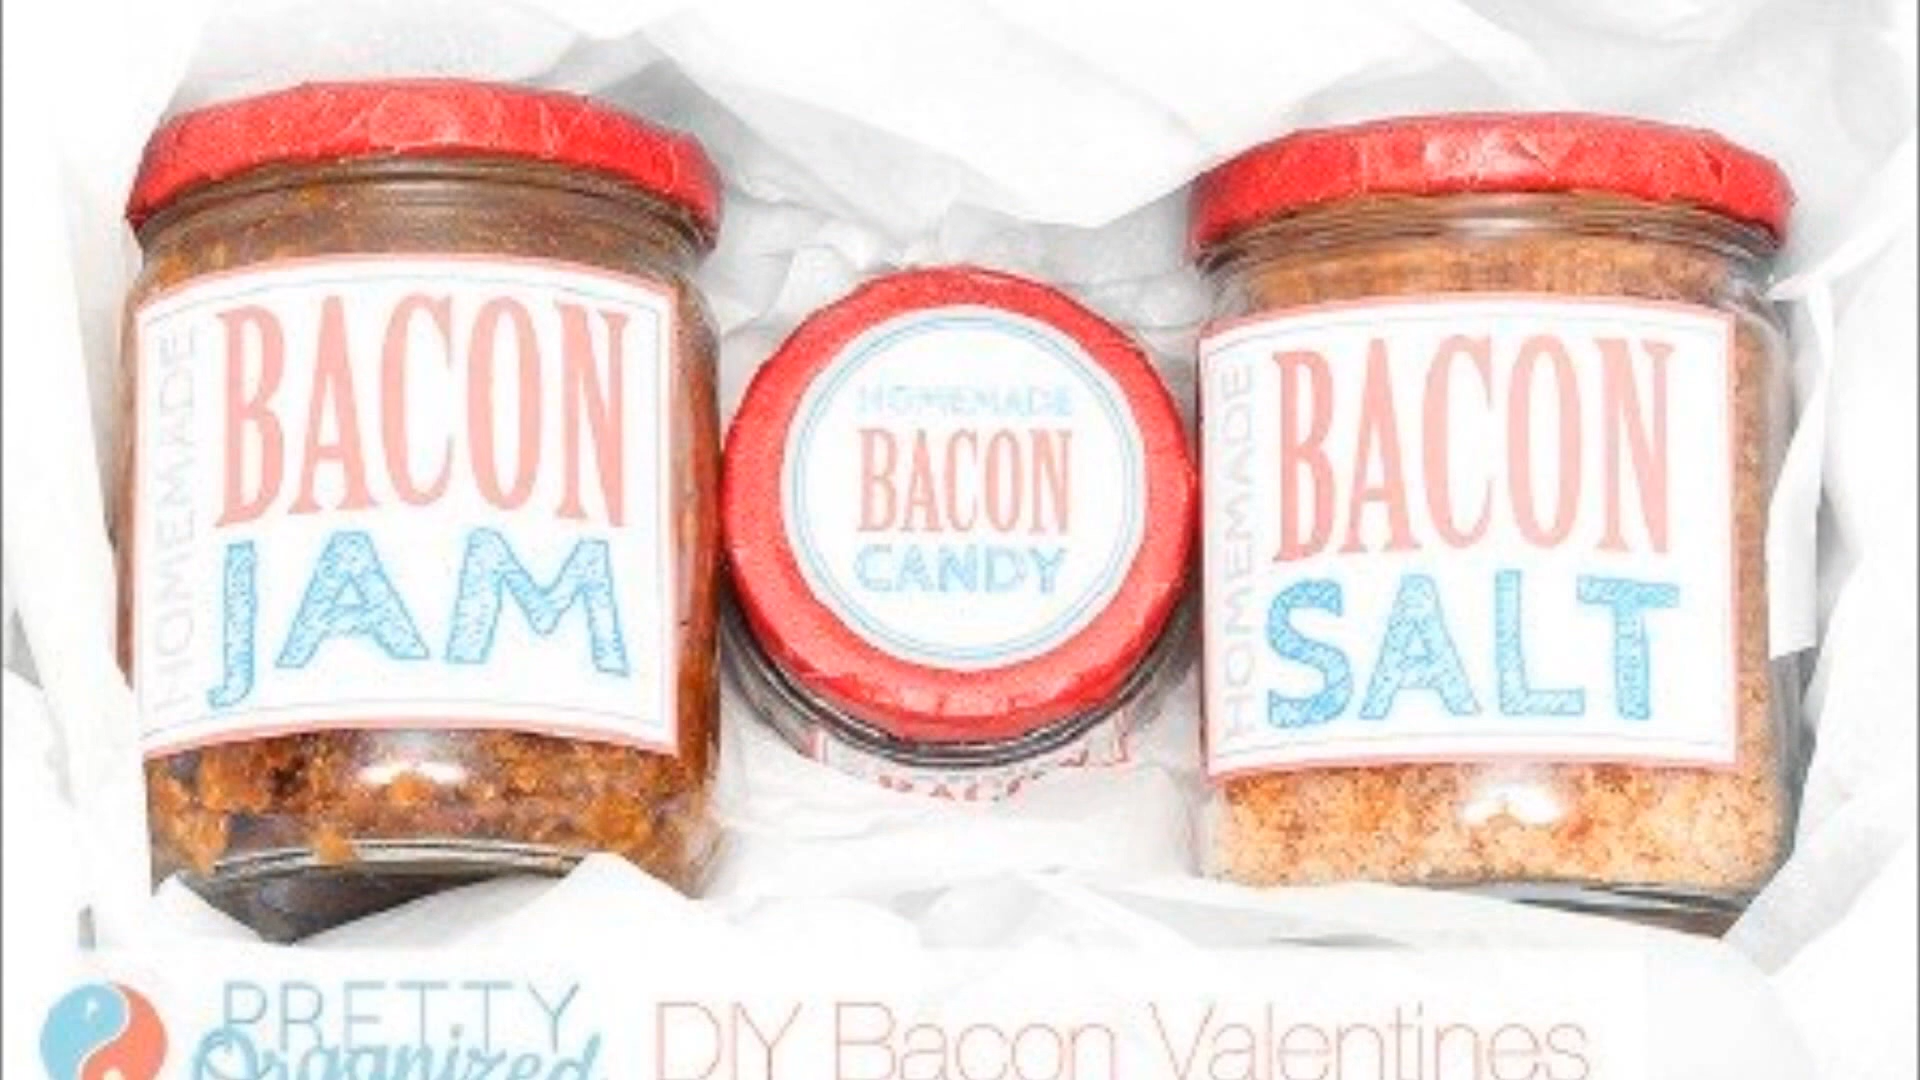 HOMEMADE
BACON
JAM
HOMEMADE
BACON
CANDY
HOMEMADE
BACON
SALT
PRETTY
Organized
DIY Bacon Valentines